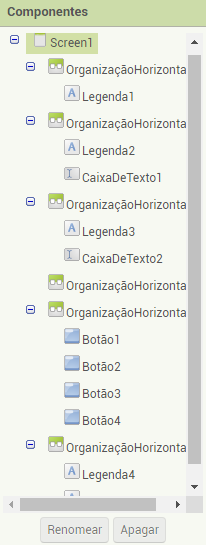 Componentes
Screen1
OrganizaçãoHorizonta
Legenda1
OrganizaçãoHorizonta
Legenda2
CaixaDeTexto1
OrganizaçãoHorizonta
Legenda3
CaixaDeTexto2
OrganizaçãoHorizonta
OrganizaçãoHorizonta
Botão1
Botão2
Botão3
Botão4
OrganizaçãoHorizonta
Legenda4
Renomear Apagar